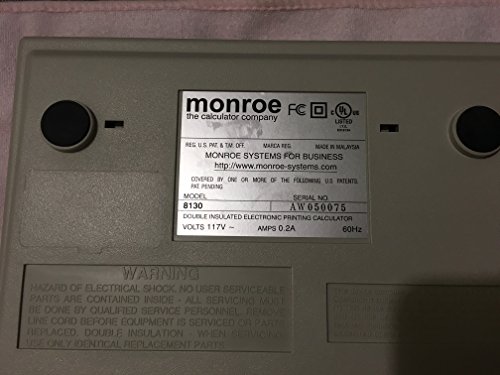 monroe
the calculator company
FC
c UL us
LISTED
REG. U.S. PAT. & T.M. OFF. MARCA REG. MADE IN MALAYSIA
MONROE SYSTEMS FOR BUSINESS
http://www.monroe-systems.com
COVERED BY ONE OR MORE OF THE FOLLOWING U.S. PATENTS.
PAT. PENDING
MODEL SERIAL NO.
8130 AW050075
DOUBLE INSULATED ELECTRONIC PRINTING CALCULATOR
VOLTS 117V ~ AMPS 0.2A 60Hz
WARNING
HAZARD OF ELECTRICAL SHOCK. NO USER SERVICEABLE
PARTS ARE CONTAINED INSIDE - ALL SERVICING MUST
BE DONE BY QUALIFIED SERVICE PERSONNEL. REMOVE
LINE CORD BEFORE EQUIPMENT IS SERVICED OR PARTS
REPLACED. DOUBLE INSULATION - WHEN SERVICING
USE ONLY IDENTICAL REPLACEMENT PARTS.